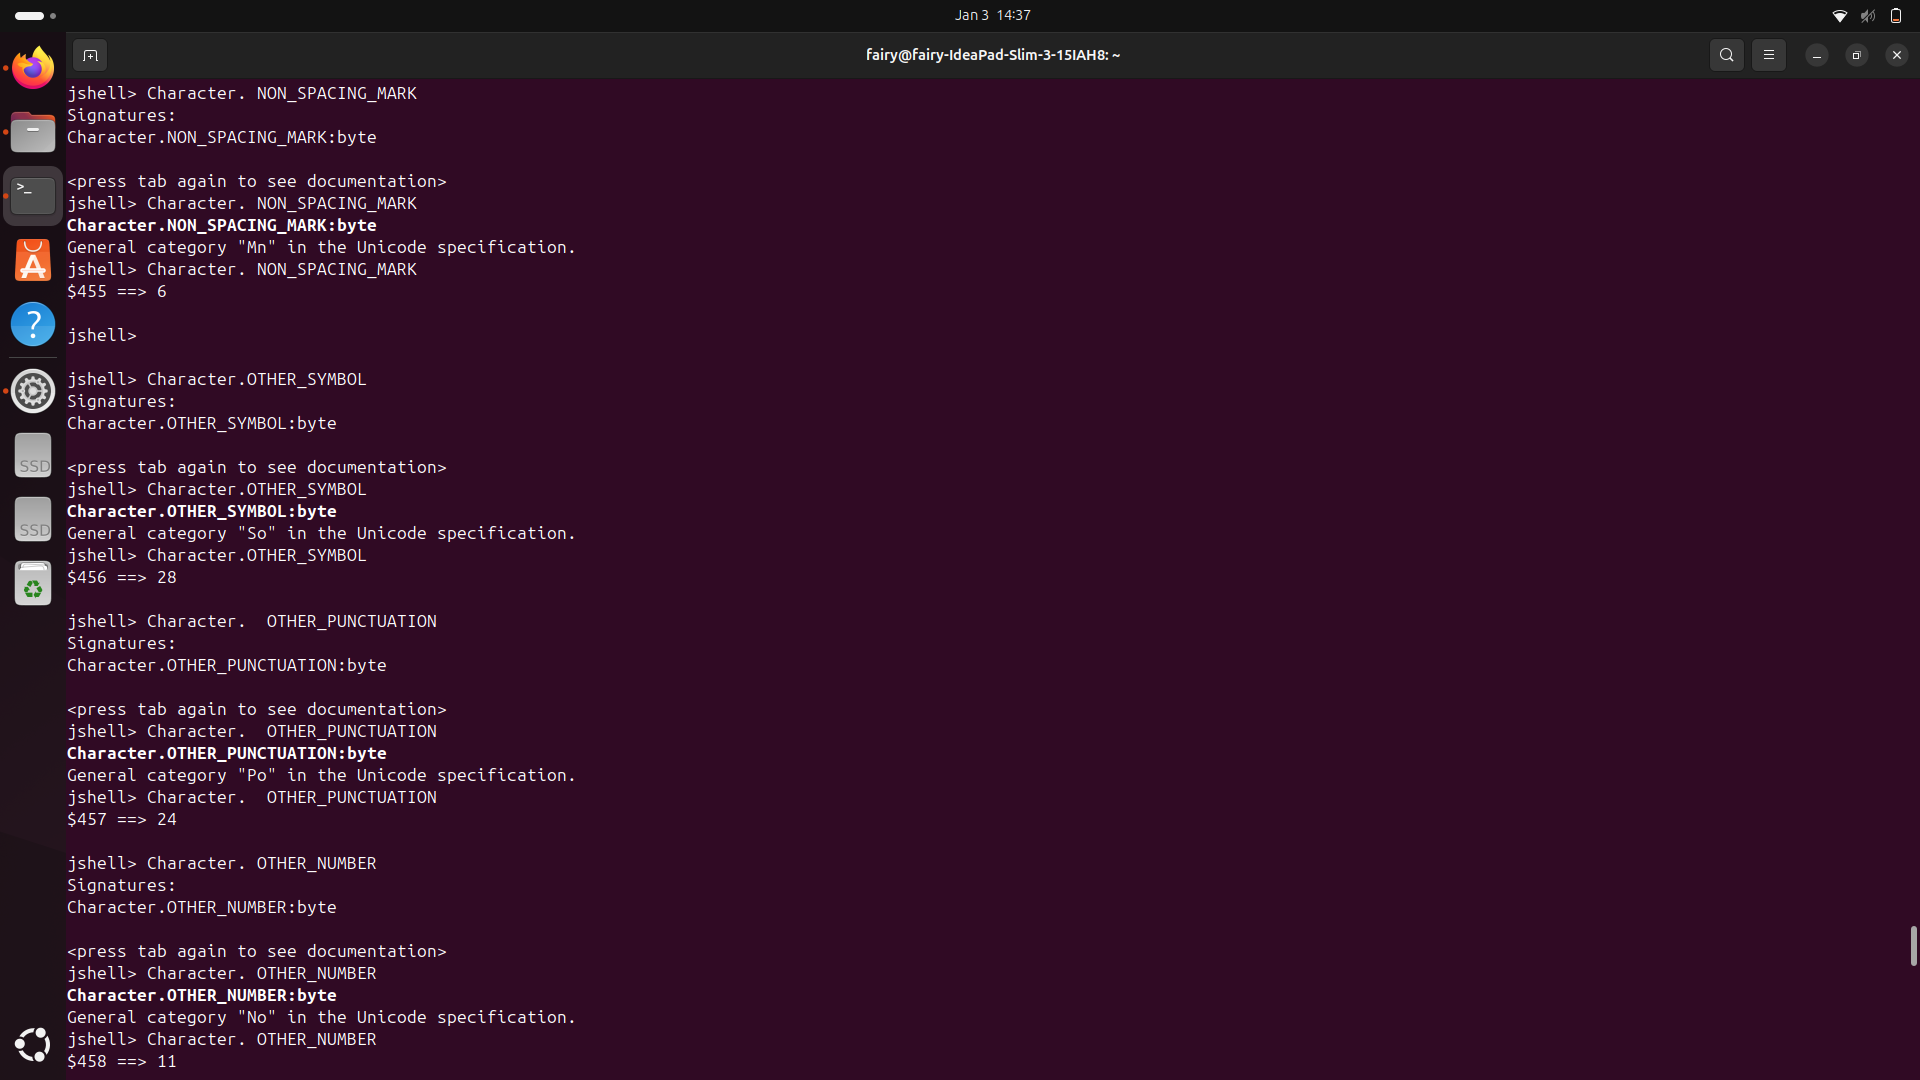 Jan 3 14:37
fairy@fairy-IdeaPad-Slim-3-15IAH8: ~
jshell> Character. NON_SPACING_MARK
Signatures:
Character.NON_SPACING_MARK:byte
<press tab again to see documentation>
jshell> Character. NON_SPACING_MARK
Character.NON_SPACING_MARK:byte
General category "Mn" in the Unicode specification.
jshell> Character. NON_SPACING_MARK
$455 ==> 6
jshell>
jshell> Character.OTHER_SYMBOL
Signatures:
Character.OTHER_SYMBOL:byte
<press tab again to see documentation>
jshell> Character.OTHER_SYMBOL
Character.OTHER_SYMBOL:byte
General category "So" in the Unicode specification.
jshell> Character.OTHER_SYMBOL
$456 ==> 28
jshell> Character.  OTHER_PUNCTUATION
Signatures:
Character.OTHER_PUNCTUATION:byte
<press tab again to see documentation>
jshell> Character.  OTHER_PUNCTUATION
Character.OTHER_PUNCTUATION:byte
General category "Po" in the Unicode specification.
jshell> Character.  OTHER_PUNCTUATION
$457 ==> 24
jshell> Character. OTHER_NUMBER
Signatures:
Character.OTHER_NUMBER:byte
<press tab again to see documentation>
jshell> Character. OTHER_NUMBER
Character.OTHER_NUMBER:byte
General category "No" in the Unicode specification.
jshell> Character. OTHER_NUMBER
$458 ==> 11
>_
A
?
SSD
SSD